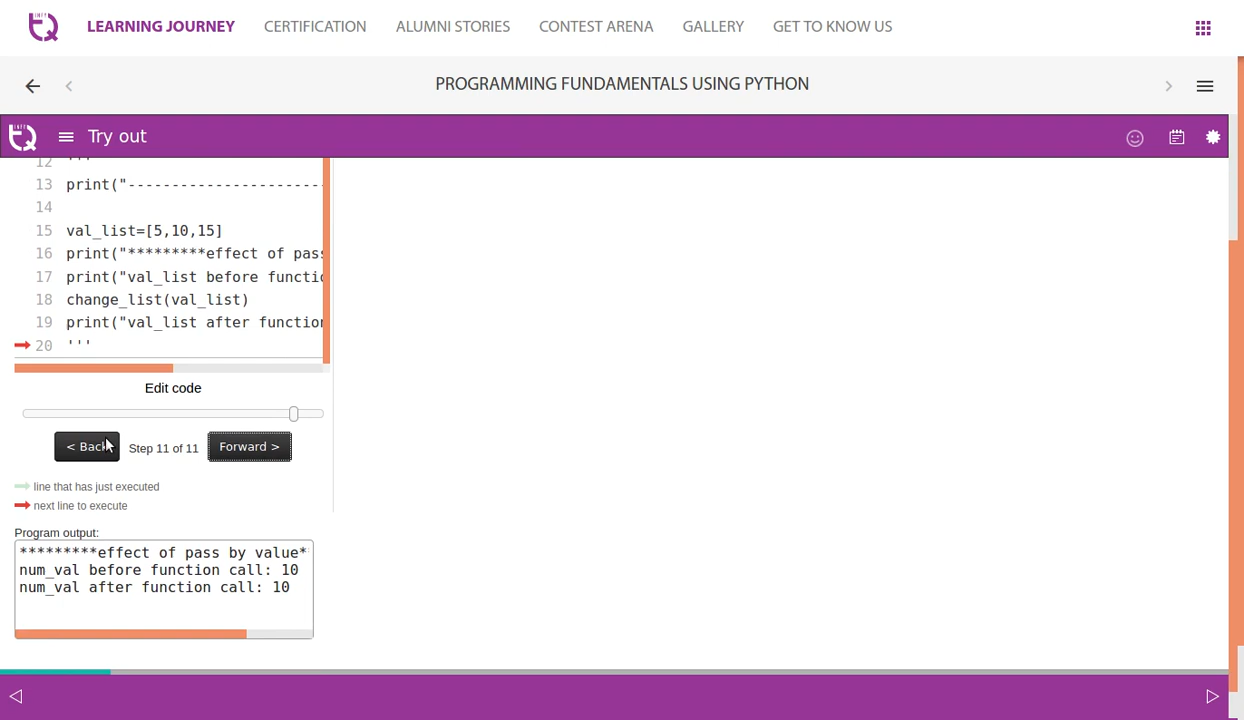 LEARNING JOURNEY CERTIFICATION ALUMNI STORIES CONTEST ARENA GALLERY GET TO KNOW US
PROGRAMMING FUNDAMENTALS USING PYTHON
Try out
12 '''
13 print("----------------------
14
15 val_list=[5,10,15]
16 print("*********effect of pass
17 print("val_list before functio
18 change_list(val_list)
19 print("val_list after function
20 '''
Edit code
< Back Step 11 of 11 Forward >
line that has just executed
next line to execute
Program output:
*********effect of pass by value*
num_val before function call: 10
num_val after function call: 10